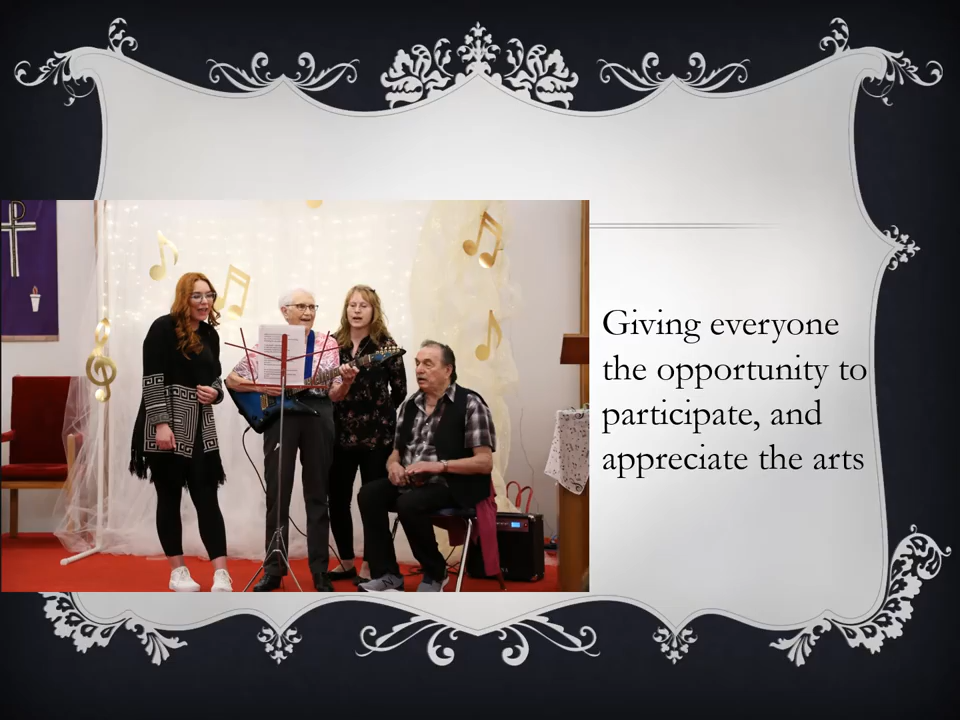 Giving everyone
the opportunity to
participate, and
appreciate the arts